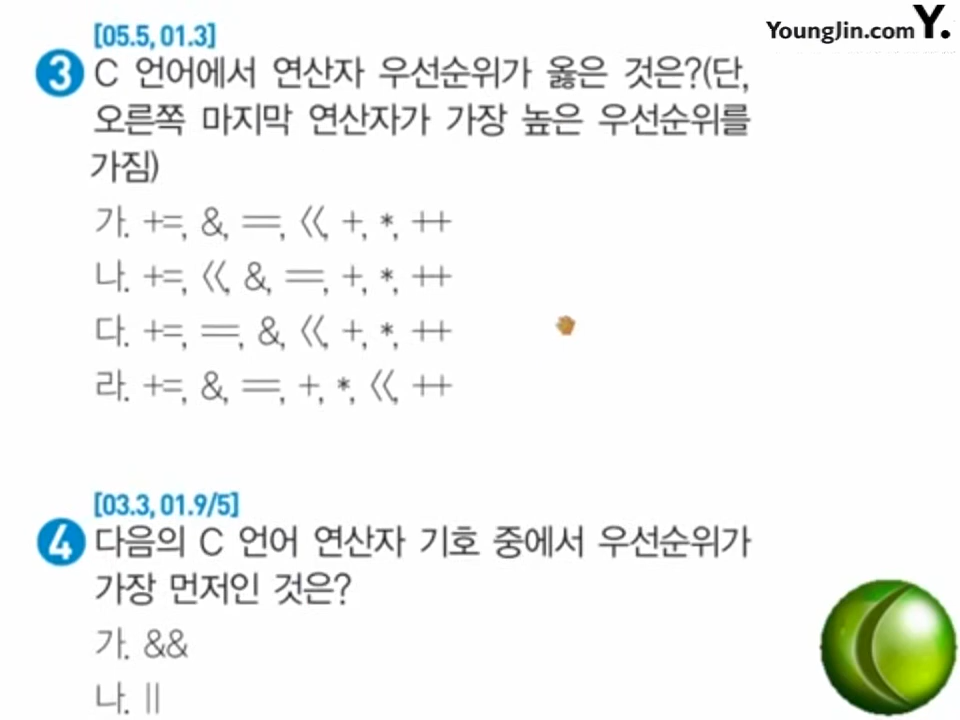 YoungJin.com Y.
[05.5, 01.3]
3 C 언어에서 연산자 우선순위가 옳은 것은?(단,
오른쪽 마지막 연산자가 가장 높은 우선순위를
가짐)
가. +=, &, ==, <<, +, *, ++
나. +=, <<, &, ==, +, *, ++
다. +=, ==, &, <<, +, *, ++
라. +=, &, ==, +, *, <<, ++
[03.3, 01.9/5]
4 다음의 C 언어 연산자 기호 중에서 우선순위가
가장 먼저인 것은?
가. &&
나. ||